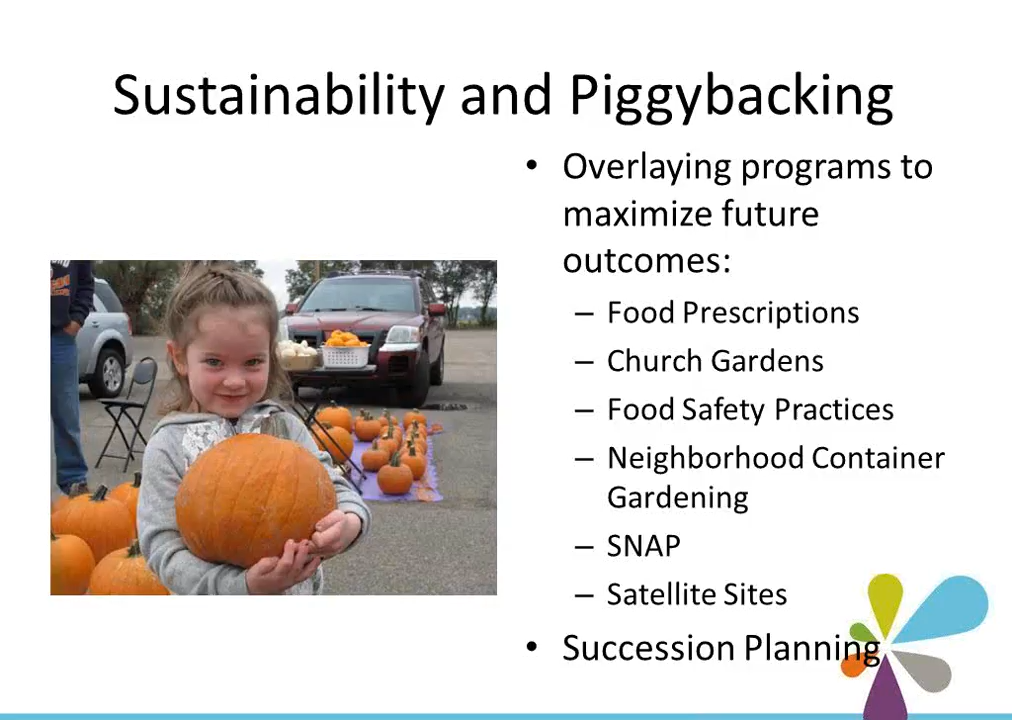 Sustainability and Piggybacking
• Overlaying programs to
maximize future
outcomes:
– Food Prescriptions
– Church Gardens
– Food Safety Practices
– Neighborhood Container
Gardening
– SNAP
– Satellite Sites
• Succession Planning